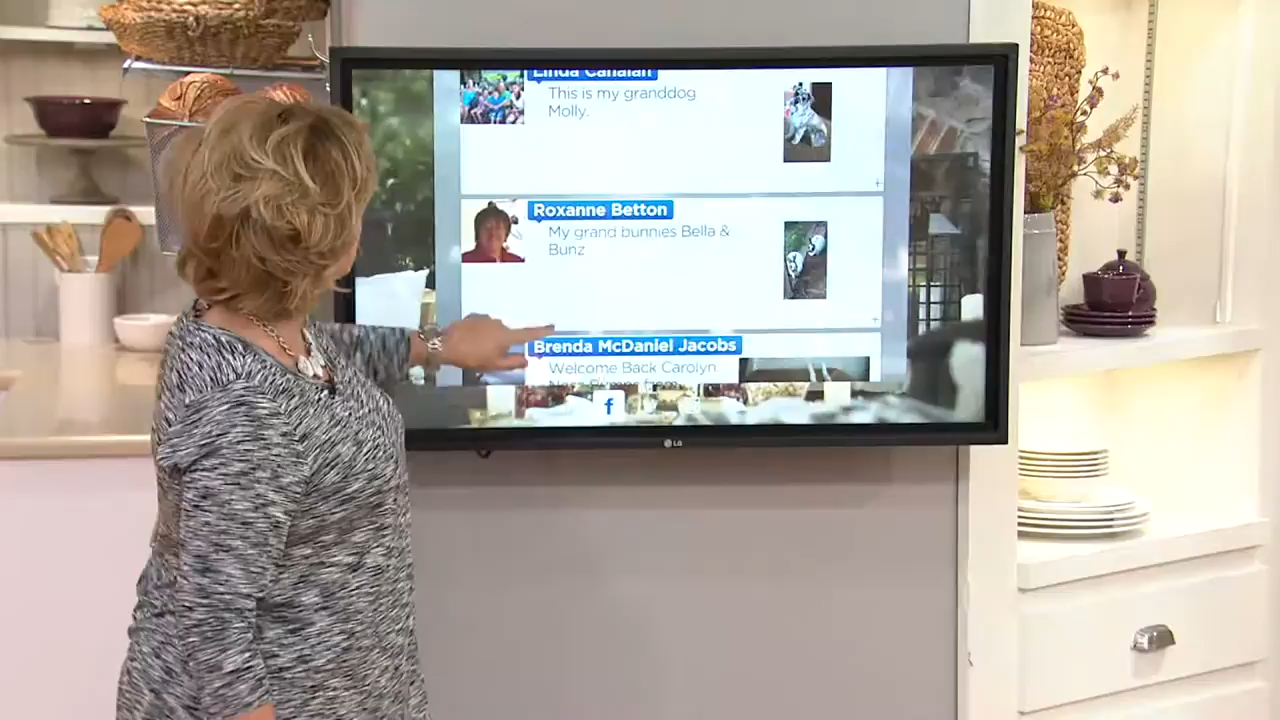 Linda
This is my granddog
Molly.
Roxanne Betton
My grand bunnies Bella &
Bunz
Brenda McDaniel Jacobs
Welcome Back Carolyn
f
LG